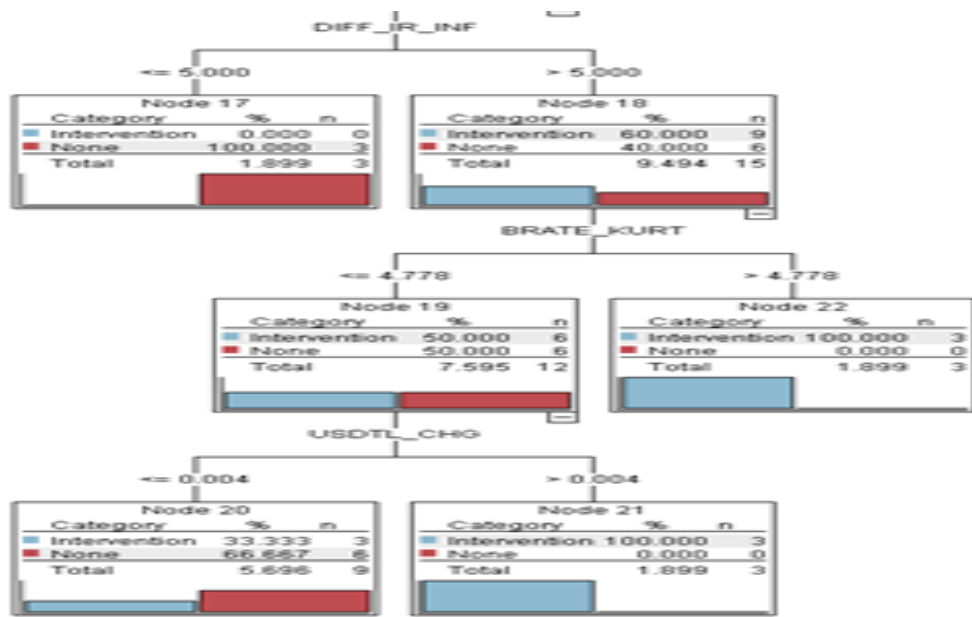 DIFF_IR_INF
<= 5.000
> 5.000
Node 17
Category % n
Intervention 0.000 0
None 100.000 3
Total 1.899 3
Node 18
Category % n
Intervention 60.000 9
None 40.000 6
Total 9.494 15
BRATE_KURT
<= 4.778
> 4.778
Node 19
Category % n
Intervention 50.000 6
None 50.000 6
Total 7.595 12
Node 22
Category % n
Intervention 100.000 3
None 0.000 0
Total 1.899 3
USDTL_CHG
<= 0.004
> 0.004
Node 20
Category % n
Intervention 33.333 3
None 66.667 6
Total 5.696 9
Node 21
Category % n
Intervention 100.000 3
None 0.000 0
Total 1.899 3